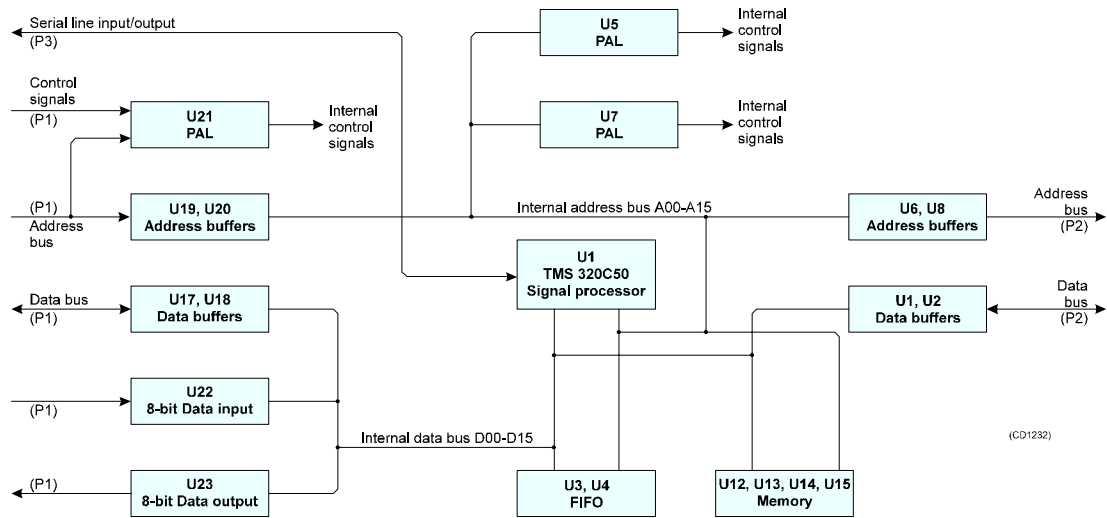 Serial line input/output
(P3)
U5
PAL
Internal
control
signals
Control
signals
(P1)
U21
PAL
Internal
control
signals
U7
PAL
Internal
control
signals
(P1)
Address
bus
U19, U20
Address buffers
Internal address bus A00-A15
U6, U8
Address buffers
Address
bus
(P2)
U1
TMS 320C50
Signal processor
Data bus
(P1)
U17, U18
Data buffers
U1, U2
Data buffers
Data
bus
(P2)
(P1)
U22
8-bit Data input
Internal data bus D00-D15
(CD1232)
(P1)
U23
8-bit Data output
U3, U4
FIFO
U12, U13, U14, U15
Memory